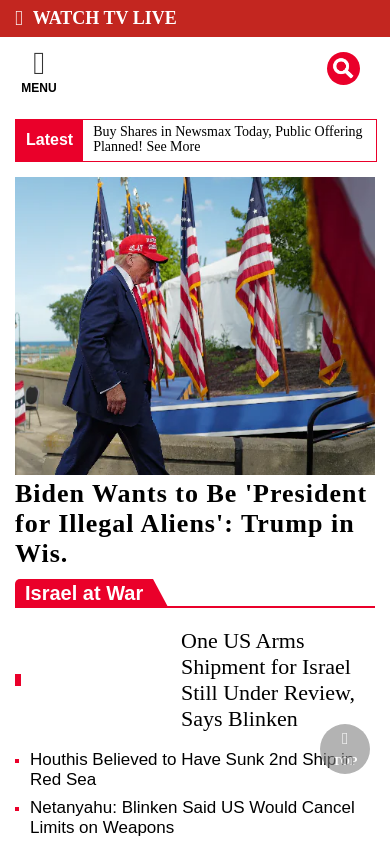 WATCH TV LIVE
MENU
Latest
Buy Shares in Newsmax Today, Public Offering
Planned! See More
45-47
Biden Wants to Be 'President
for Illegal Aliens': Trump in
Wis.
Israel at War
One US Arms
Shipment for Israel
Still Under Review,
Says Blinken
TOP
Houthis Believed to Have Sunk 2nd Ship in
Red Sea
Netanyahu: Blinken Said US Would Cancel
Limits on Weapons